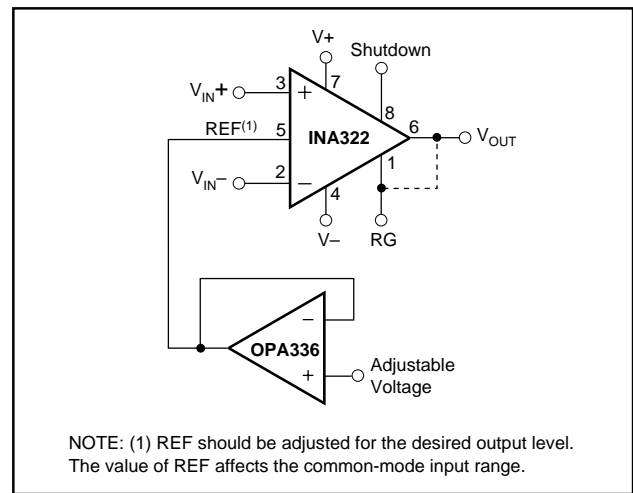 V+
Shutdown
V_IN+
3
+
7
8
REF(1)
5
INA322
6
V_OUT
V_IN–
2
–
4
1
V–
RG
–
OPA336
+
Adjustable
Voltage
NOTE: (1) REF should be adjusted for the desired output level.
The value of REF affects the common-mode input range.